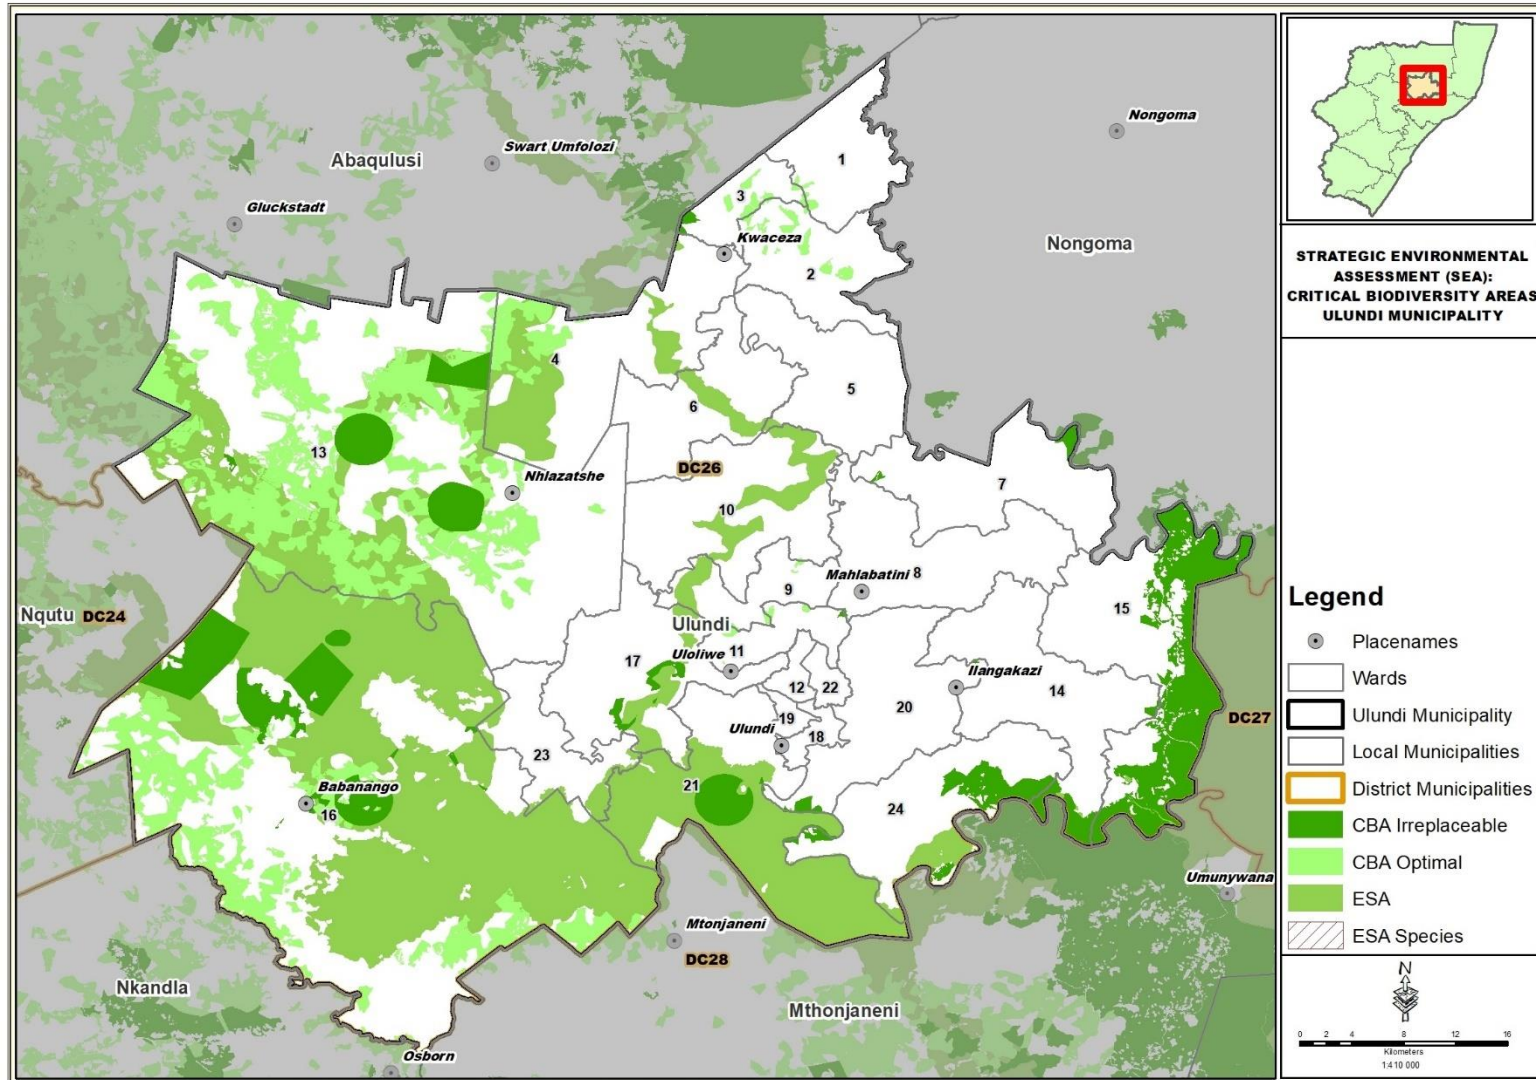 Nongoma
Swart Umfolozi
Abaqulusi
1
3
Gluckstadt
Kwaceza
Nongoma
2
4
5
6
13
DC26
Nhlazatshe
7
10
Mahlabatini
8
9
15
Nqutu
DC24
Ulundi
Uloliwe
11
17
Ilangakazi
12
22
14
20
19
DC27
Ulundi
18
23
21
Babanango
16
24
Umunywana
Mtonjaneni
DC28
Nkandla
Mthonjaneni
Osborn
STRATEGIC ENVIRONMENTAL
ASSESSMENT (SEA):
CRITICAL BIODIVERSITY AREAS
ULUNDI MUNICIPALITY
Legend
Placenames
Wards
Ulundi Municipality
Local Municipalities
District Municipalities
CBA Irreplaceable
CBA Optimal
ESA
ESA Species
N
0 2 4 8 12 16
Kilometers
1:410 000